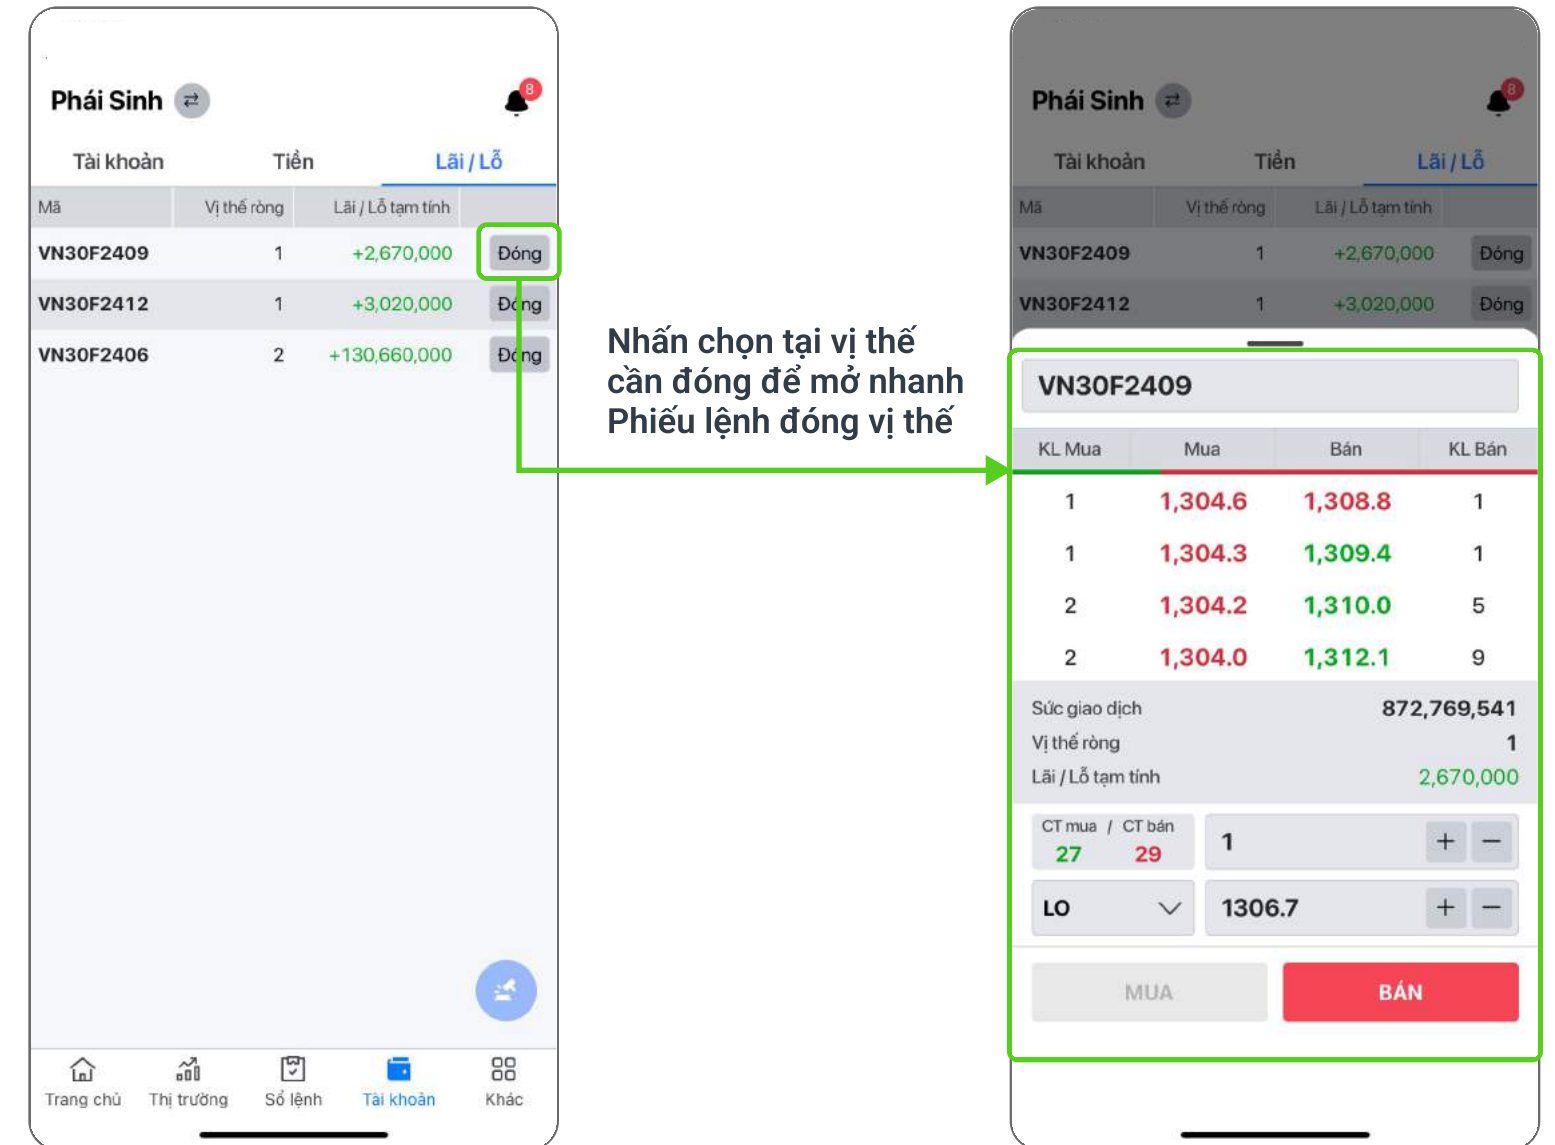 Phái Sinh
8
Tài khoản Tiền Lãi / Lỗ
Mã Vị thế ròng Lãi / Lỗ tạm tính
VN30F2409 1 +2,670,000 Đóng
VN30F2412 1 +3,020,000 Đóng
VN30F2406 2 +130,660,000 Đóng
Trang chủ Thị trường Sổ lệnh Tài khoản Khác
Nhấn chọn tại vị thế
cần đóng để mở nhanh
Phiếu lệnh đóng vị thế
Phái Sinh
8
Tài khoản Tiền Lãi / Lỗ
Mã Vị thế ròng Lãi / Lỗ tạm tính
VN30F2409 1 +2,670,000 Đóng
VN30F2412 1 +3,020,000 Đóng
VN30F2409
KL Mua Mua Bán KL Bán
1 1,304.6 1,308.8 1
1 1,304.3 1,309.4 1
2 1,304.2 1,310.0 5
2 1,304.0 1,312.1 9
Sức giao dịch 872,769,541
Vị thế ròng 1
Lãi / Lỗ tạm tính 2,670,000
CT mua / CT bán
27 29
1 + −
LO 1306.7 + −
MUA BÁN